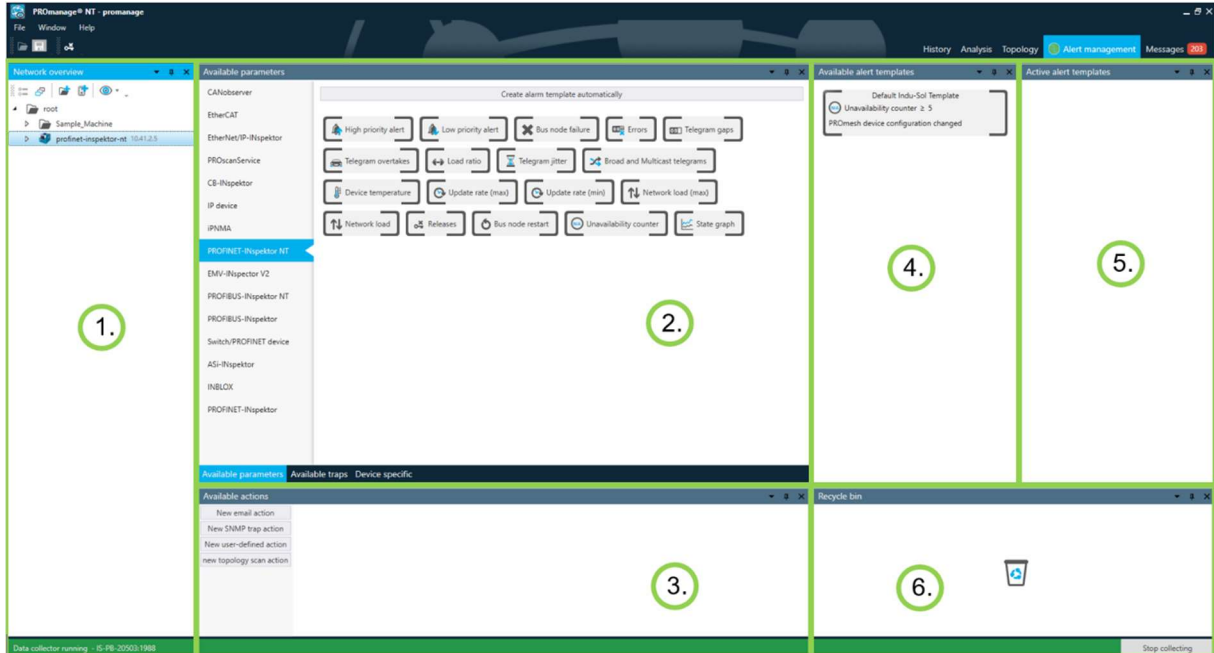 PROmanage® NT - promanage
File Window Help
History Analysis Topology Alert management Messages 203
Network overview
root
Sample_Machine
profinet-inspektor-nt 10.41.2.5
1.
Available parameters
CANobserver
EtherCAT
EtherNet/IP-INspektor
PROscanService
CB-INspektor
IP device
iPNMA
PROFINET-INspektor NT
EMV-INspector V2
PROFIBUS-INspektor NT
PROFIBUS-INspektor
Switch/PROFINET device
ASi-INspektor
INBLOX
PROFINET-INspektor
Create alarm template automatically
High priority alert Low priority alert Bus node failure Errors Telegram gaps
Telegram overtakes Load ratio Telegram jitter Broad and Multicast telegrams
Device temperature Update rate (max) Update rate (min) Network load (max)
Network load Releases Bus node restart Unavailability counter State graph
2.
Available parameters Available traps Device specific
Available actions
New email action
New SNMP trap action
New user-defined action
new topology scan action
3.
Available alert templates
Default Indu-Sol Template
Unavailability counter ≥ 5
PROmesh device configuration changed
4.
Active alert templates
5.
Recycle bin
6.
Data collector running - IS-PB-20503:1988
Stop collecting